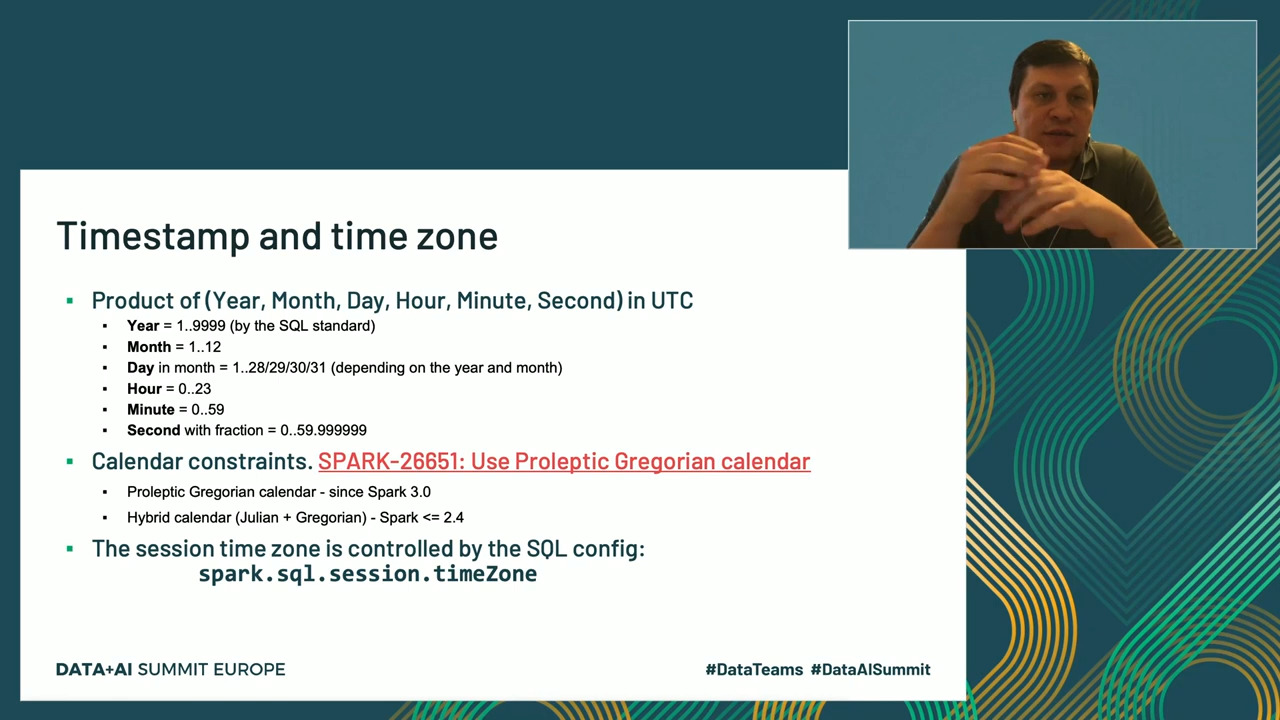 Timestamp and time zone
▪ Product of (Year, Month, Day, Hour, Minute, Second) in UTC
▪ Year = 1..9999 (by the SQL standard)
▪ Month = 1..12
▪ Day in month = 1..28/29/30/31 (depending on the year and month)
▪ Hour = 0..23
▪ Minute = 0..59
▪ Second with fraction = 0..59.999999
▪ Calendar constraints. SPARK-26651: Use Proleptic Gregorian calendar
▪ Proleptic Gregorian calendar - since Spark 3.0
▪ Hybrid calendar (Julian + Gregorian) - Spark <= 2.4
▪ The session time zone is controlled by the SQL config:
spark.sql.session.timeZone
DATA+AI SUMMIT EUROPE
#DataTeams #DataAISummit